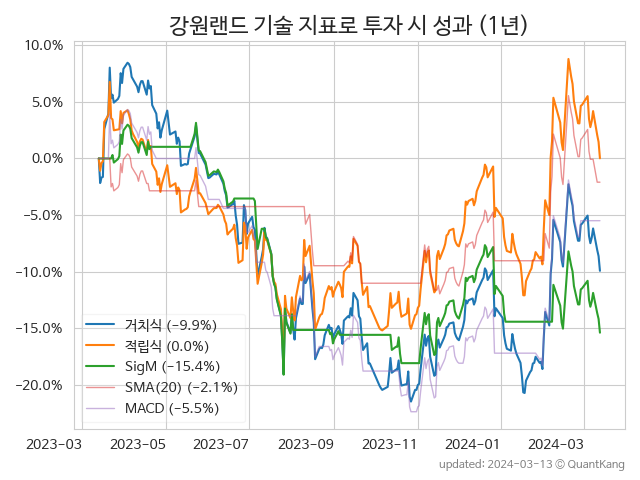 강원랜드 기술 지표로 투자 시 성과 (1년)
10.0%
5.0%
0.0%
−5.0%
−10.0%
−15.0%
−20.0%
거치식 (−9.9%)
적립식 (0.0%)
SigM (−15.4%)
SMA(20) (−2.1%)
MACD (−5.5%)
2023-03 2023-05 2023-07 2023-09 2023-11 2024-01 2024-03
updated: 2024-03-13 © QuantKang